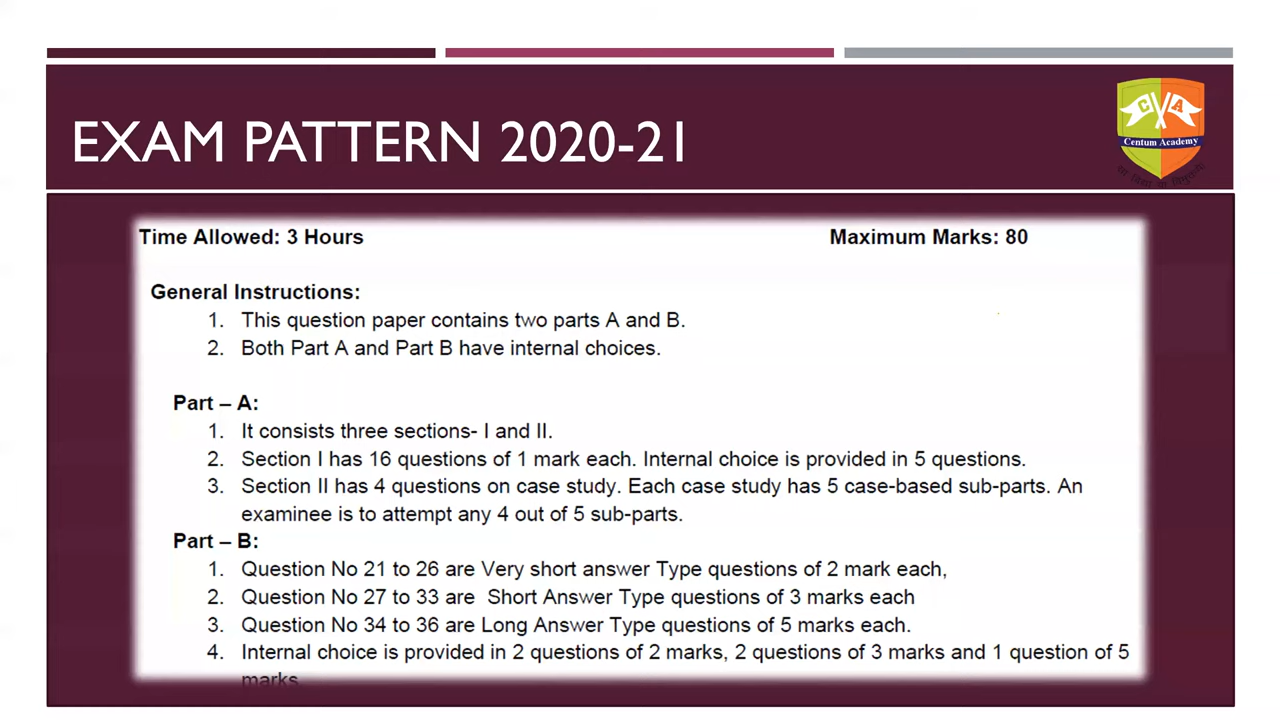 EXAM PATTERN 2020-21
C A
Centum Academy
Time Allowed: 3 Hours Maximum Marks: 80
General Instructions:
1. This question paper contains two parts A and B.
2. Both Part A and Part B have internal choices.
Part – A:
1. It consists three sections- I and II.
2. Section I has 16 questions of 1 mark each. Internal choice is provided in 5 questions.
3. Section II has 4 questions on case study. Each case study has 5 case-based sub-parts. An
examinee is to attempt any 4 out of 5 sub-parts.
Part – B:
1. Question No 21 to 26 are Very short answer Type questions of 2 mark each,
2. Question No 27 to 33 are Short Answer Type questions of 3 marks each
3. Question No 34 to 36 are Long Answer Type questions of 5 marks each.
4. Internal choice is provided in 2 questions of 2 marks, 2 questions of 3 marks and 1 question of 5
marks